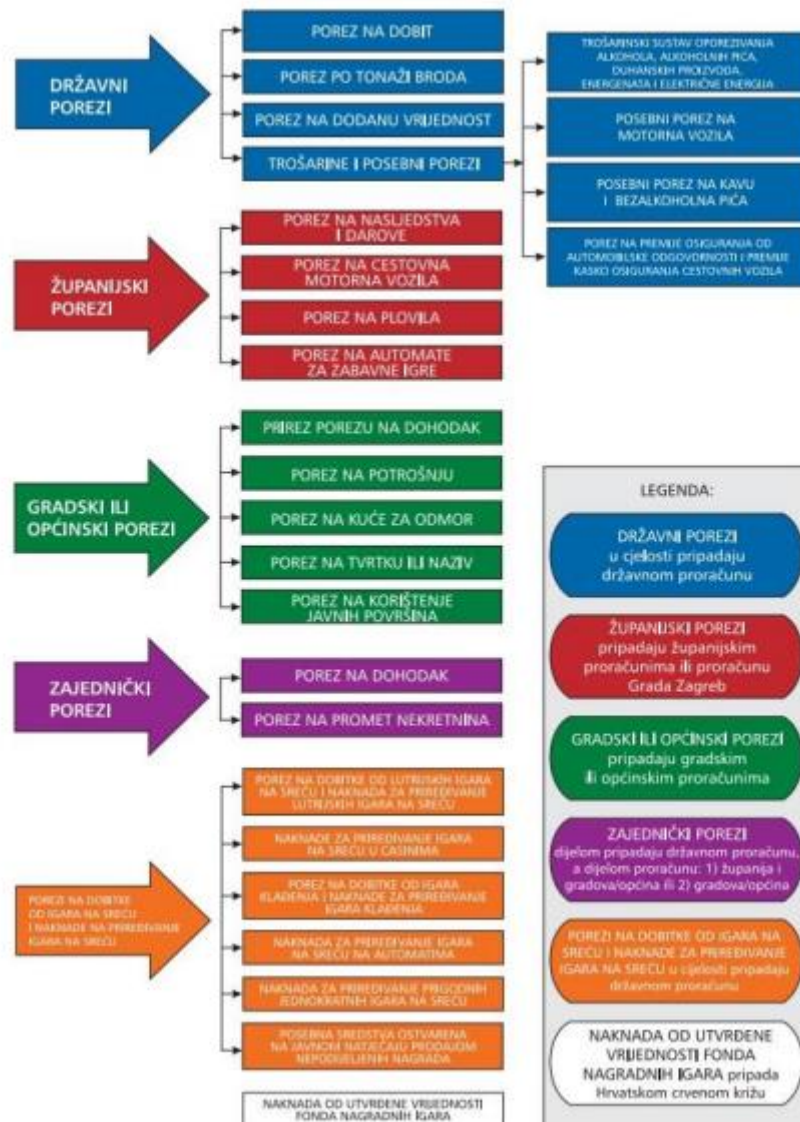 DRŽAVNI
POREZI
POREZ NA DOBIT
POREZ PO TONAŽI BRODA
POREZ NA DODANU VRIJEDNOST
TROŠARINE I POSEBNI POREZI
TROŠARINSKI SUSTAV OPOREZIVANJA
ALKOHOLA, ALKOHOLNIH PIĆA,
DUHANSKIH PROIZVODA,
ENERGENATA I ELEKTRIČNE ENERGIJA
POSEBNI POREZ NA
MOTORNA VOZILA
POSEBNI POREZ NA KAVU
I BEZALKOHOLNA PIĆA
POREZ NA PREMIJE OSIGURANJA OD
AUTOMOBILSKE ODGOVORNOSTI I PREMIJE
KASKO OSIGURANJA CESTOVNIH VOZILA
ŽUPANIJSKI
POREZI
POREZ NA NASLJEDSTVA
I DAROVE
POREZ NA CESTOVNA
MOTORNA VOZILA
POREZ NA PLOVILA
POREZ NA AUTOMATE
ZA ZABAVNE IGRE
GRADSKI ILI
OPĆINSKI POREZI
PRIREZ POREZU NA DOHODAK
POREZ NA POTROŠNJU
POREZ NA KUĆE ZA ODMOR
POREZ NA TVRTKU ILI NAZIV
POREZ NA KORIŠTENJE
JAVNIH POVRŠINA
ZAJEDNIČKI
POREZI
POREZ NA DOHODAK
POREZ NA PROMET NEKRETNINA
POREZI NA DOBITKE
OD IGARA NA SREĆU
I NAKNADE NA PRIREĐIVANJE
IGARA NA SREĆU
POREZ NA DOBITKE OD LUTRIJSKIH IGARA
NA SREĆU I NAKNADA ZA PRIREĐIVANJE
LUTRIJSKIH IGARA NA SREĆU
NAKNADE ZA PRIREĐIVANJE IGARA
NA SREĆU U CASINIMA
POREZ NA DOBITKE OD IGARA
KLAĐENJA I NAKNADE ZA PRIREĐIVANJE
IGARA KLAĐENJA
NAKNADA ZA PRIREĐIVANJE IGARA
NA SREĆU NA AUTOMATIMA
NAKNADA ZA PRIREĐIVANJE PRIGODNIH
JEDNOKRATNIH IGARA NA SREĆU
POSEBNA SREDSTVA OSTVARENA
NA JAVNOM NATJEČAJU PRODAJOM
NEPODIJELJENIH NAGRADA
NAKNADA OD UTVRĐENE VRIJEDNOSTI
FONDA NAGRADNIH IGARA
LEGENDA:
DRŽAVNI POREZI
u cjelosti pripadaju
državnom proračunu
ŽUPANIJSKI POREZI
pripadaju županijskim
proračunima ili proračunu
Grada Zagreb
GRADSKI ILI OPĆINSKI POREZI
pripadaju gradskim
ili općinskim proračunima
ZAJEDNIČKI POREZI
dijelom pripadaju državnom proračunu,
a dijelom proračunu: 1) županija i
gradova/općina ili 2) gradova/općina
POREZI NA DOBITKE OD IGARA NA
SREĆU I NAKNADE ZA PRIREĐIVANJE
IGARA NA SREĆU u cijelosti pripadaju
državnom proračunu
NAKNADA OD UTVRĐENE
VRIJEDNOSTI FONDA
NAGRADNIH IGARA pripada
Hrvatskom crvenom križu